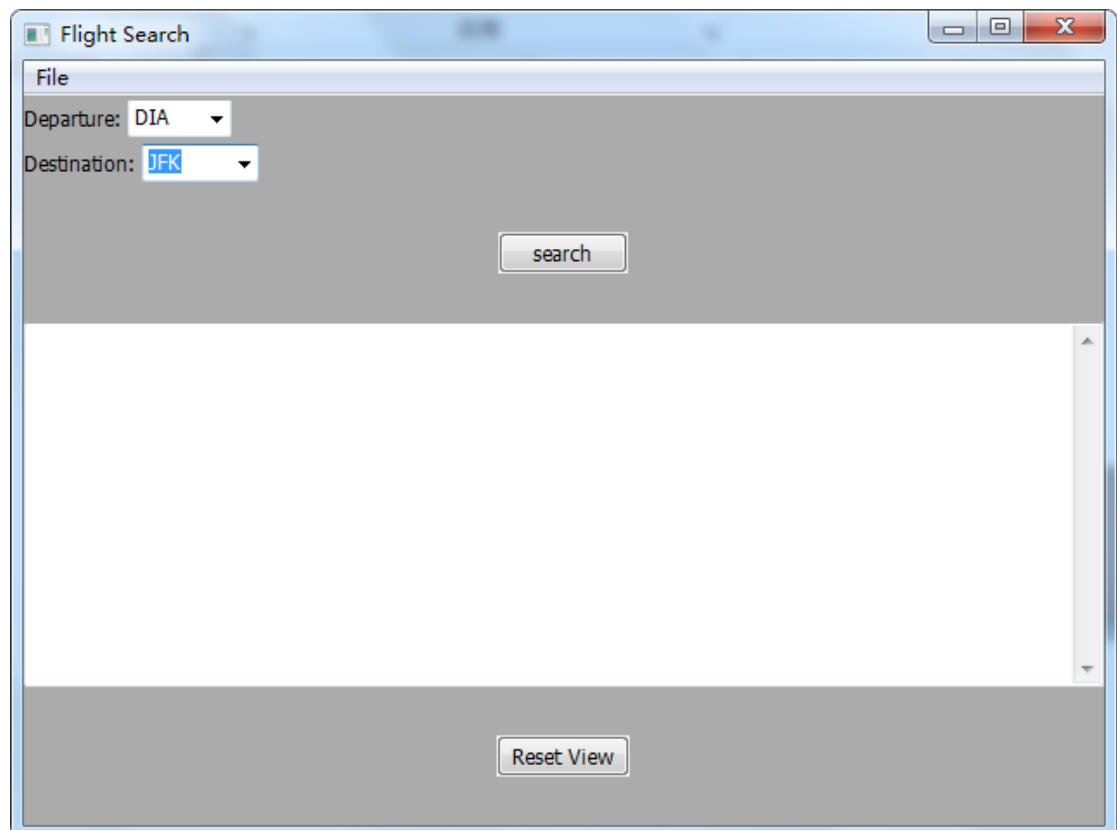 Flight Search
File
Departure: DIA
Destination: JFK
search
Reset View